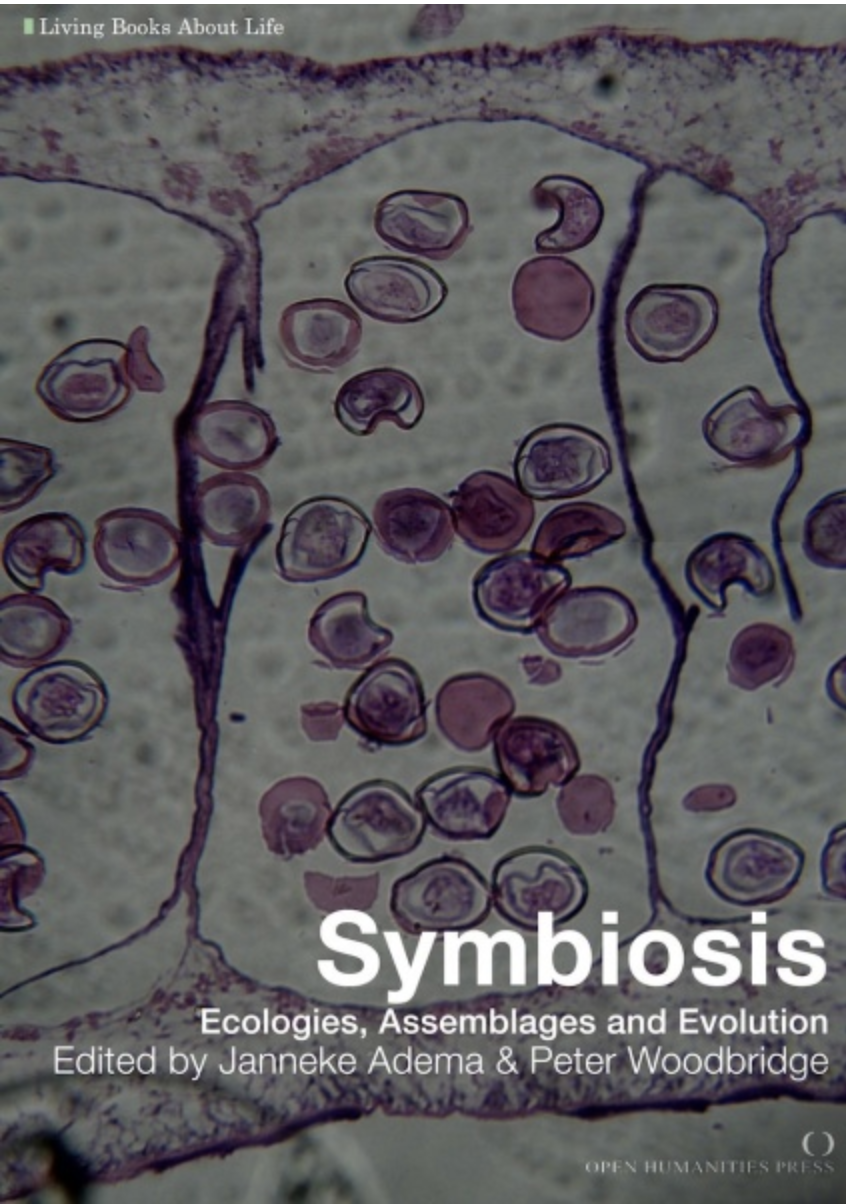 Living Books About Life
Symbiosis
Ecologies, Assemblages and Evolution
Edited by Janneke Adema & Peter Woodbridge
OPEN HUMANITIES PRESS